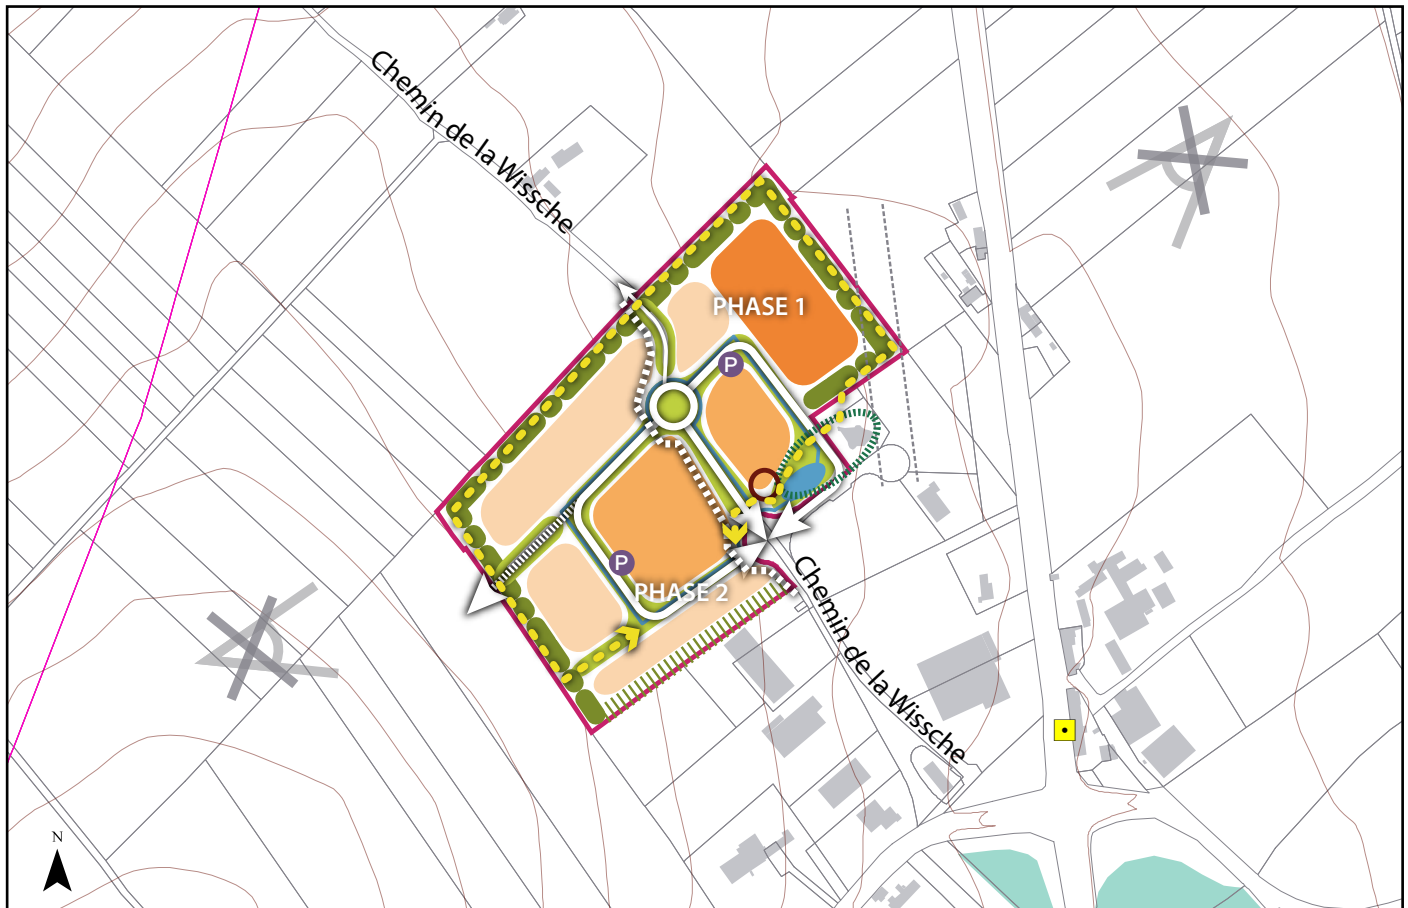 Chemin de la Wissche
PHASE 1
P
P
PHASE 2
Chemin de la Wissche
N